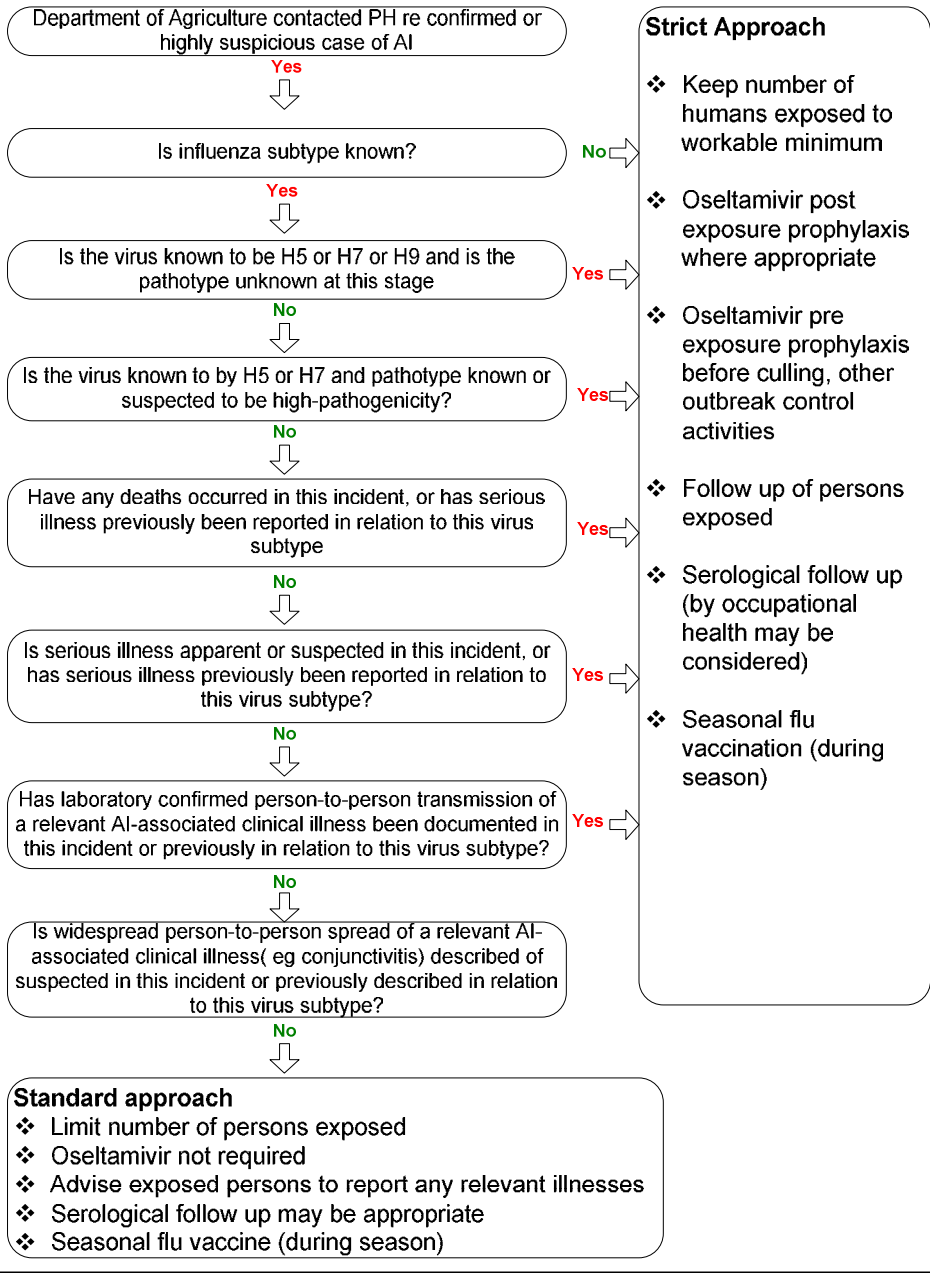 Department of Agriculture contacted PH re confirmed or
highly suspicious case of AI
Yes
Is influenza subtype known?
No
Yes
Is the virus known to be H5 or H7 or H9 and is the
pathotype unknown at this stage
Yes
No
Is the virus known to by H5 or H7 and pathotype known or
suspected to be high-pathogenicity?
Yes
No
Have any deaths occurred in this incident, or has serious
illness previously been reported in relation to this virus
subtype
Yes
No
Is serious illness apparent or suspected in this incident, or
has serious illness previously been reported in relation to
this virus subtype?
Yes
No
Has laboratory confirmed person-to-person transmission of
a relevant AI-associated clinical illness been documented in
this incident or previously in relation to this virus subtype?
Yes
No
Is widespread person-to-person spread of a relevant AI-
associated clinical illness( eg conjunctivitis) described of
suspected in this incident or previously described in relation
to this virus subtype?
No
Standard approach
❖ Limit number of persons exposed
❖ Oseltamivir not required
❖ Advise exposed persons to report any relevant illnesses
❖ Serological follow up may be appropriate
❖ Seasonal flu vaccine (during season)
Strict Approach
❖ Keep number of
humans exposed to
workable minimum
❖ Oseltamivir post
exposure prophylaxis
where appropriate
❖ Oseltamivir pre
exposure prophylaxis
before culling, other
outbreak control
activities
❖ Follow up of persons
exposed
❖ Serological follow up
(by occupational
health may be
considered)
❖ Seasonal flu
vaccination (during
season)